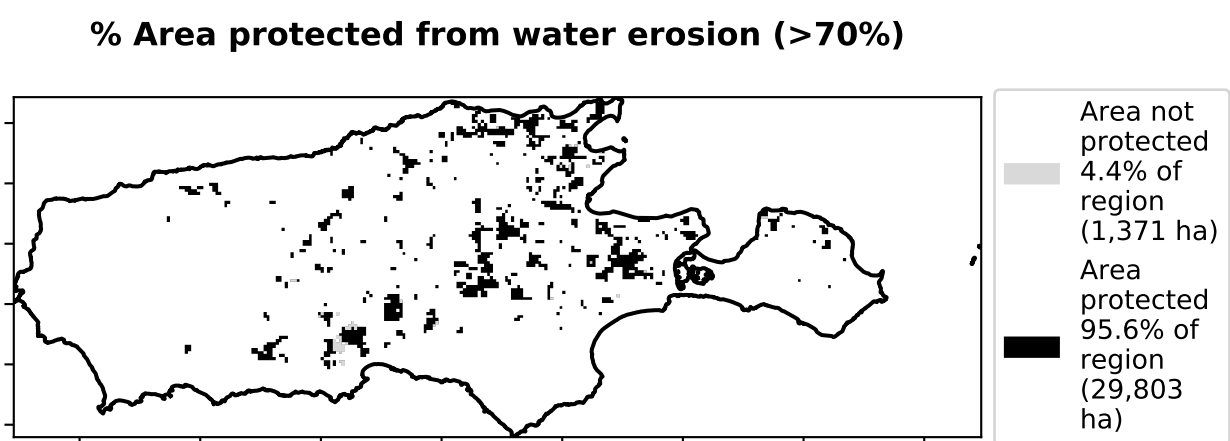 % Area protected from water erosion (>70%)
Area not
protected
4.4% of
region
(1,371 ha)
Area
protected
95.6% of
region
(29,803
ha)